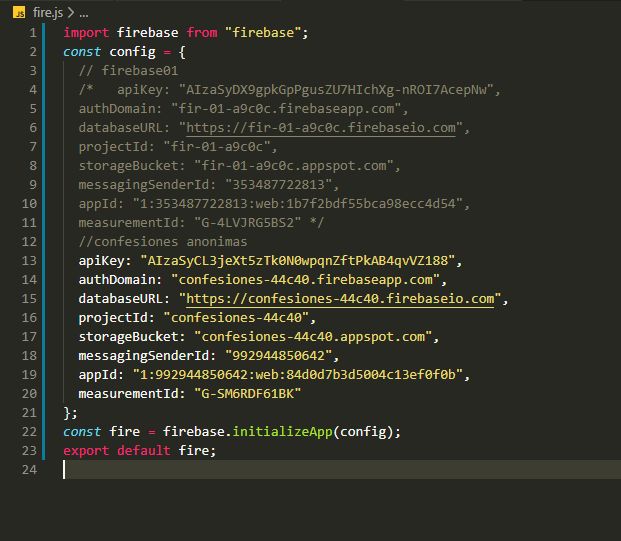 JS fire.js > ...
1 import firebase from "firebase";
2 const config = {
3 // firebase01
4 /* apiKey: "AIzaSyDX9gpkGpPgusZU7HIchXg-nROI7AcepNw",
5 authDomain: "fir-01-a9c0c.firebaseapp.com",
6 databaseURL: "https://fir-01-a9c0c.firebaseio.com",
7 projectId: "fir-01-a9c0c",
8 storageBucket: "fir-01-a9c0c.appspot.com",
9 messagingSenderId: "353487722813",
10 appId: "1:353487722813:web:1b7f2bdf55bca98ecc4d54",
11 measurementId: "G-4LVJRG5BS2" */
12 //confesiones anonimas
13 apiKey: "AIzaSyCL3jeXt5zTk0N0wpqnZftPkAB4qvVZ188",
14 authDomain: "confesiones-44c40.firebaseapp.com",
15 databaseURL: "https://confesiones-44c40.firebaseio.com",
16 projectId: "confesiones-44c40",
17 storageBucket: "confesiones-44c40.appspot.com",
18 messagingSenderId: "992944850642",
19 appId: "1:992944850642:web:84d0d7b3d5004c13ef0f0b",
20 measurementId: "G-SM6RDF61BK"
21 };
22 const fire = firebase.initializeApp(config);
23 export default fire;
24